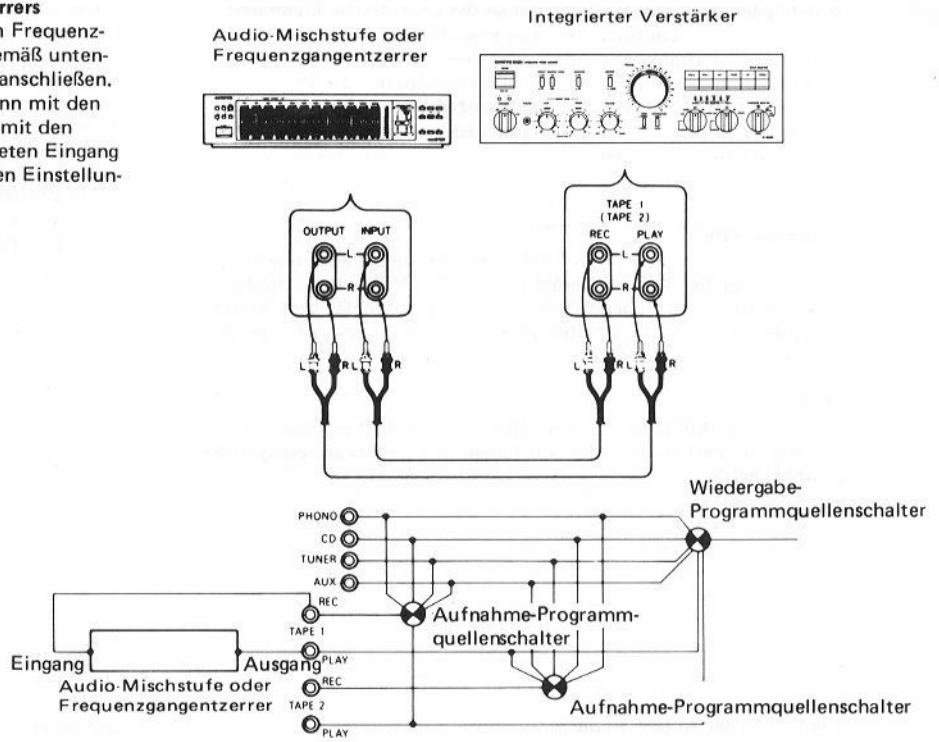 rrers
n Frequenz-
emäß unten-
anschließen.
nn mit den
mit den
eten Eingang
en Einstellun-
Audio-Mischstufe oder
Frequenzgangentzerrer
Integrierter Verstärker
OUTPUT INPUT
L
R
TAPE 1
(TAPE 2)
REC PLAY
L
R
L R L R
L R L R
Wiedergabe-
Programmquellenschalter
PHONO
CD
TUNER
AUX
REC
TAPE 1
PLAY
Aufnahme-Programm-
quellenschalter
Eingang Ausgang
Audio-Mischstufe oder
Frequenzgangentzerrer
REC
TAPE 2
PLAY
Aufnahme-Programmquellenschalter